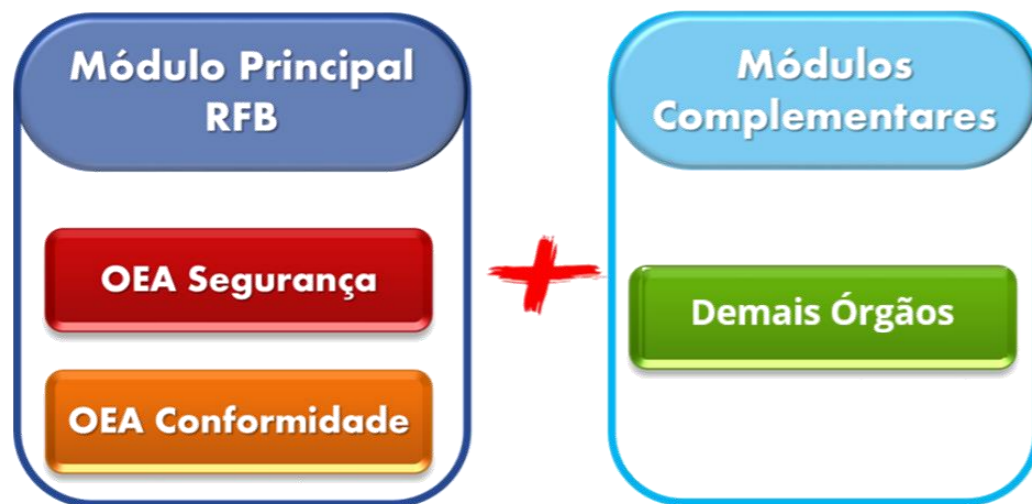 Módulo Principal
RFB
OEA Segurança
OEA Conformidade
Módulos
Complementares
Demais Órgãos